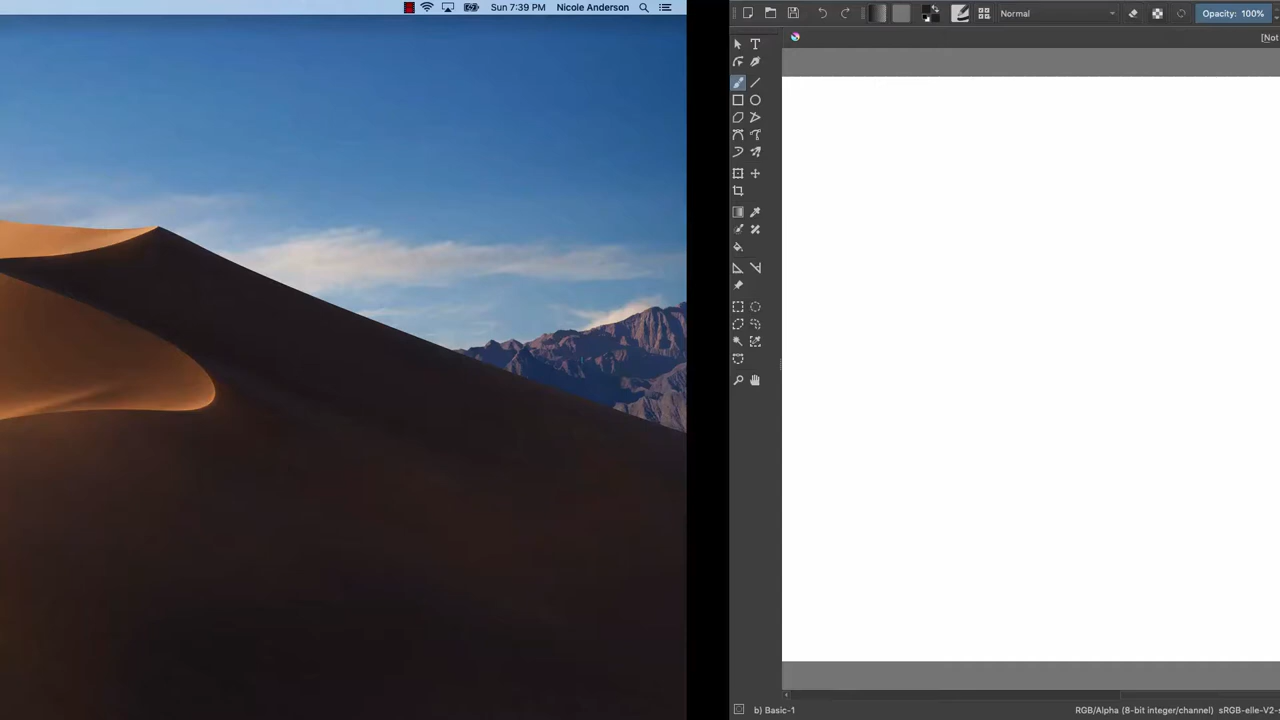 Sun 7:39 PM Nicole Anderson
Normal
Opacity: 100%
[Not
T
b) Basic-1
RGB/Alpha (8-bit integer/channel) sRGB-elle-V2-s